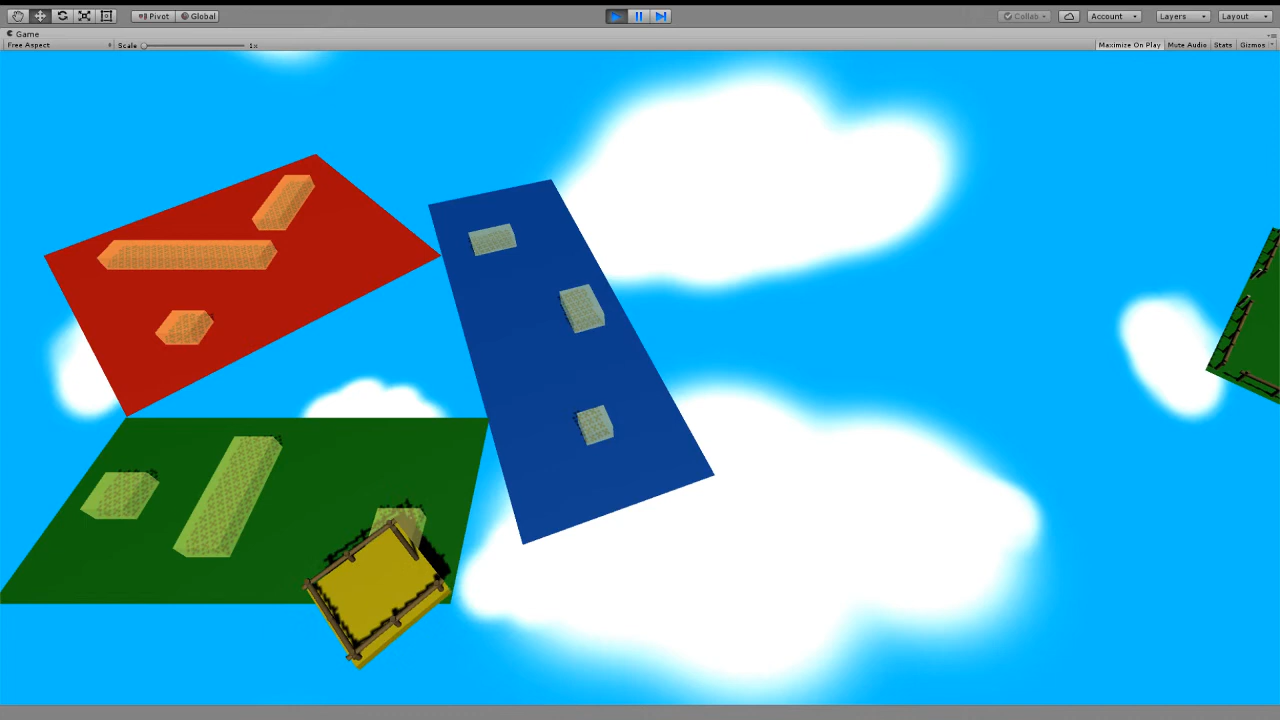 Pivot Global Collab Account Layers Layout
Game
Free Aspect Scale 1x Maximize On Play Mute Audio Stats Gizmos